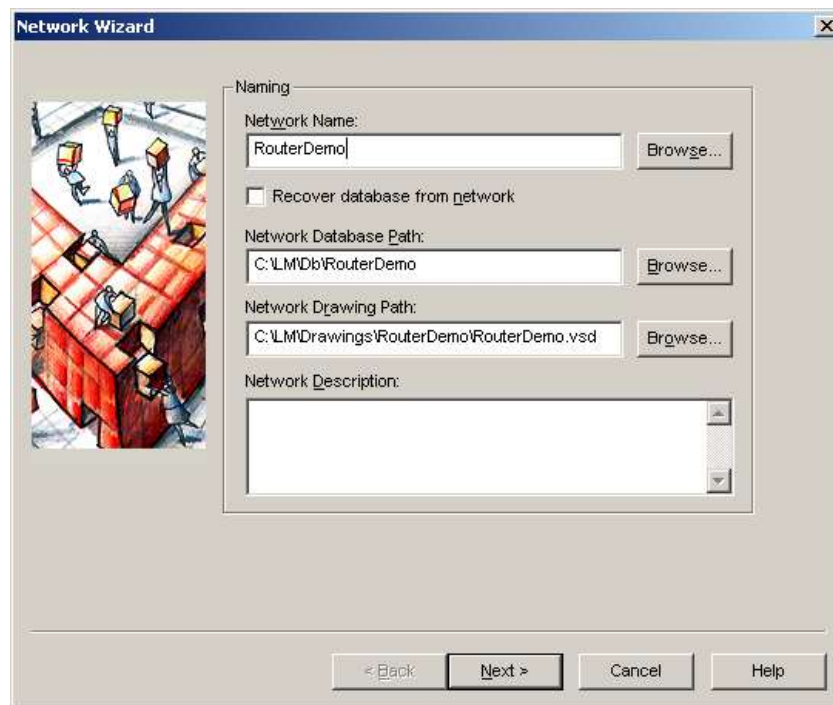 Network Wizard
Naming
Network Name:
RouterDemo
Browse...
Recover database from network
Network Database Path:
C:\LM\Db\RouterDemo
Browse...
Network Drawing Path:
C:\LM\Drawings\RouterDemo\RouterDemo.vsd
Browse...
Network Description:
< Back
Next >
Cancel
Help